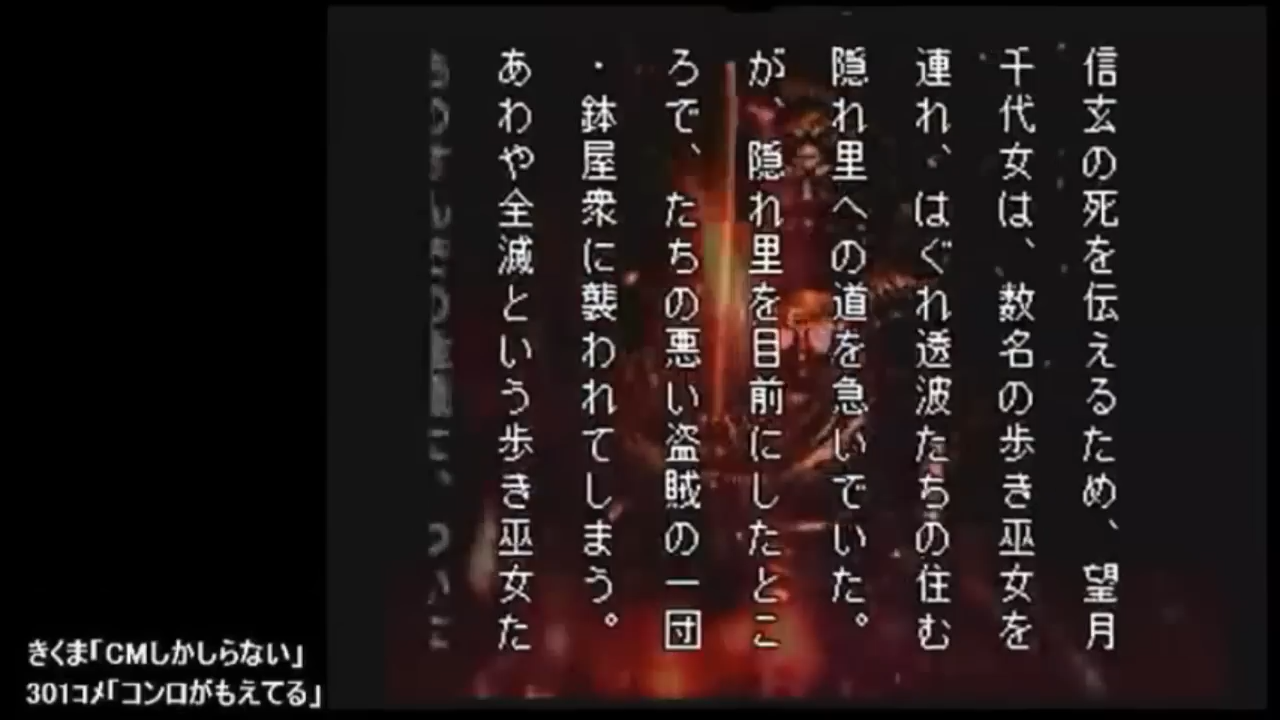 信玄の死を伝えるため、望月
千代女は、数名の歩き巫女を
連れ、はぐれ透波たちの住む
隠れ里への道を急いでいた。
が、隠れ里を目前にしたとこ
ろで、たちの悪い盗賊の一団
・鉢屋衆に襲われてしまう。
あわや全滅という歩き巫女た
きくま「CMしかしらない」
301コメ「コンロがもえてる」